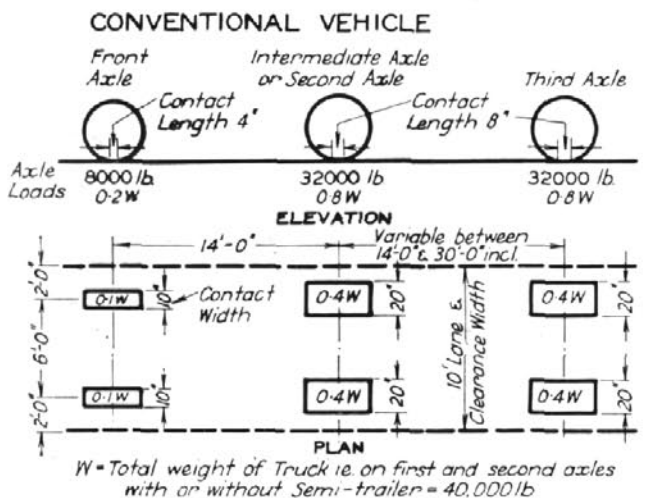 CONVENTIONAL VEHICLE
Front Axle
Intermediate Axle or Second Axle
Third Axle
Contact Length 4"
Contact Length 8"
Axle Loads
80000 lb.
0·2W
32000 lb.
0·8W
32000 lb.
0·8W
ELEVATION
14'-0"
Variable between
14'-0" & 30'-0" incl.
2'-0"
6'-0"
2'-0"
0·1W
10"
Contact Width
0·4W
20"
10' Lane &
Clearance Width
0·4W
20"
0·1W
10"
0·4W
20"
0·4W
20"
PLAN
W = Total weight of Truck ie. on first and second axles
with or without Semi-trailer = 40,000 lb